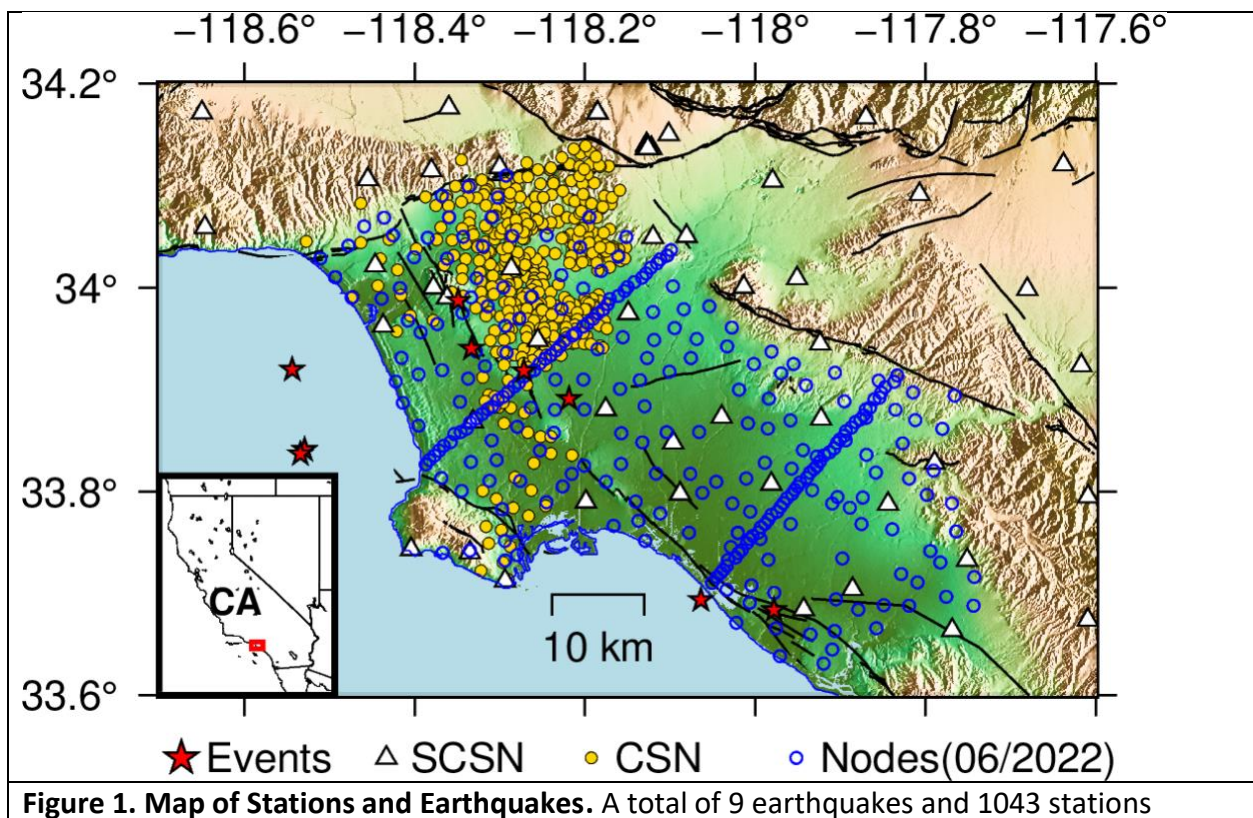 −118.6° −118.4° −118.2° −118° −117.8° −117.6°
34.2°
34°
33.8°
33.6°
CA
10 km
Events SCSN CSN Nodes(06/2022)
Figure 1. Map of Stations and Earthquakes. A total of 9 earthquakes and 1043 stations